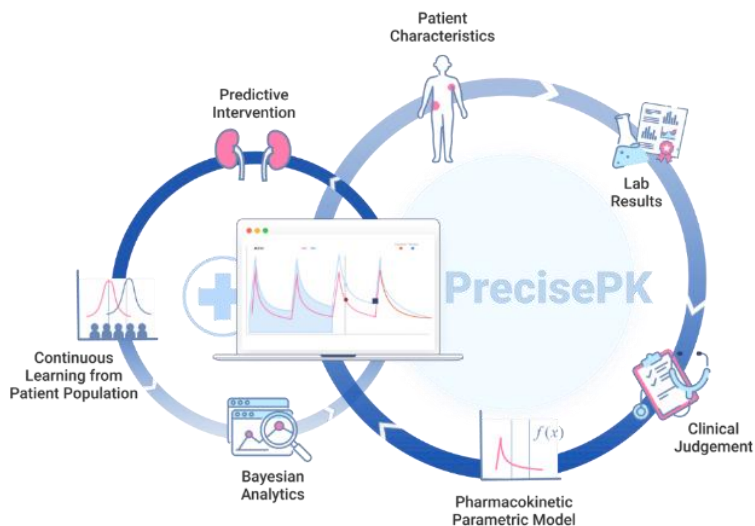 Patient
Characteristics
Predictive
Intervention
Lab
Results
PrecisePK
Continuous
Learning from
Patient Population
Clinical
Judgement
f(x)
Bayesian
Analytics
Pharmacokinetic
Parametric Model